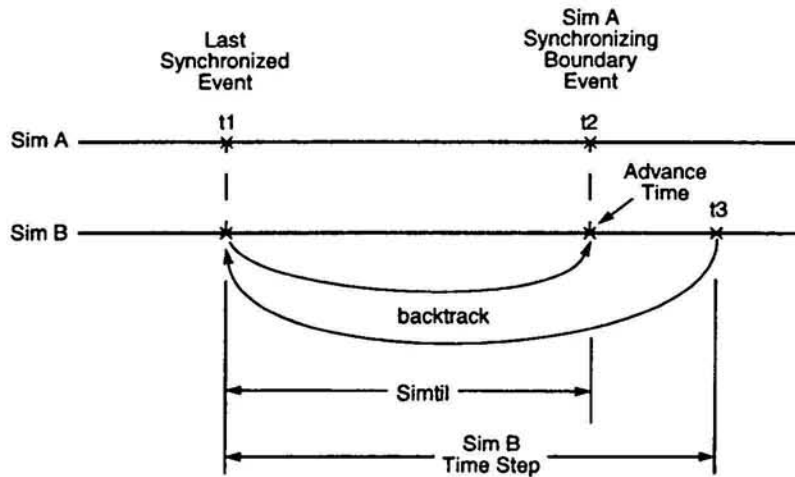 Last
Synchronized
Event
Sim A
Synchronizing
Boundary
Event
t1
t2
Sim A
Advance
Time
t3
Sim B
backtrack
Simtil
Sim B
Time Step